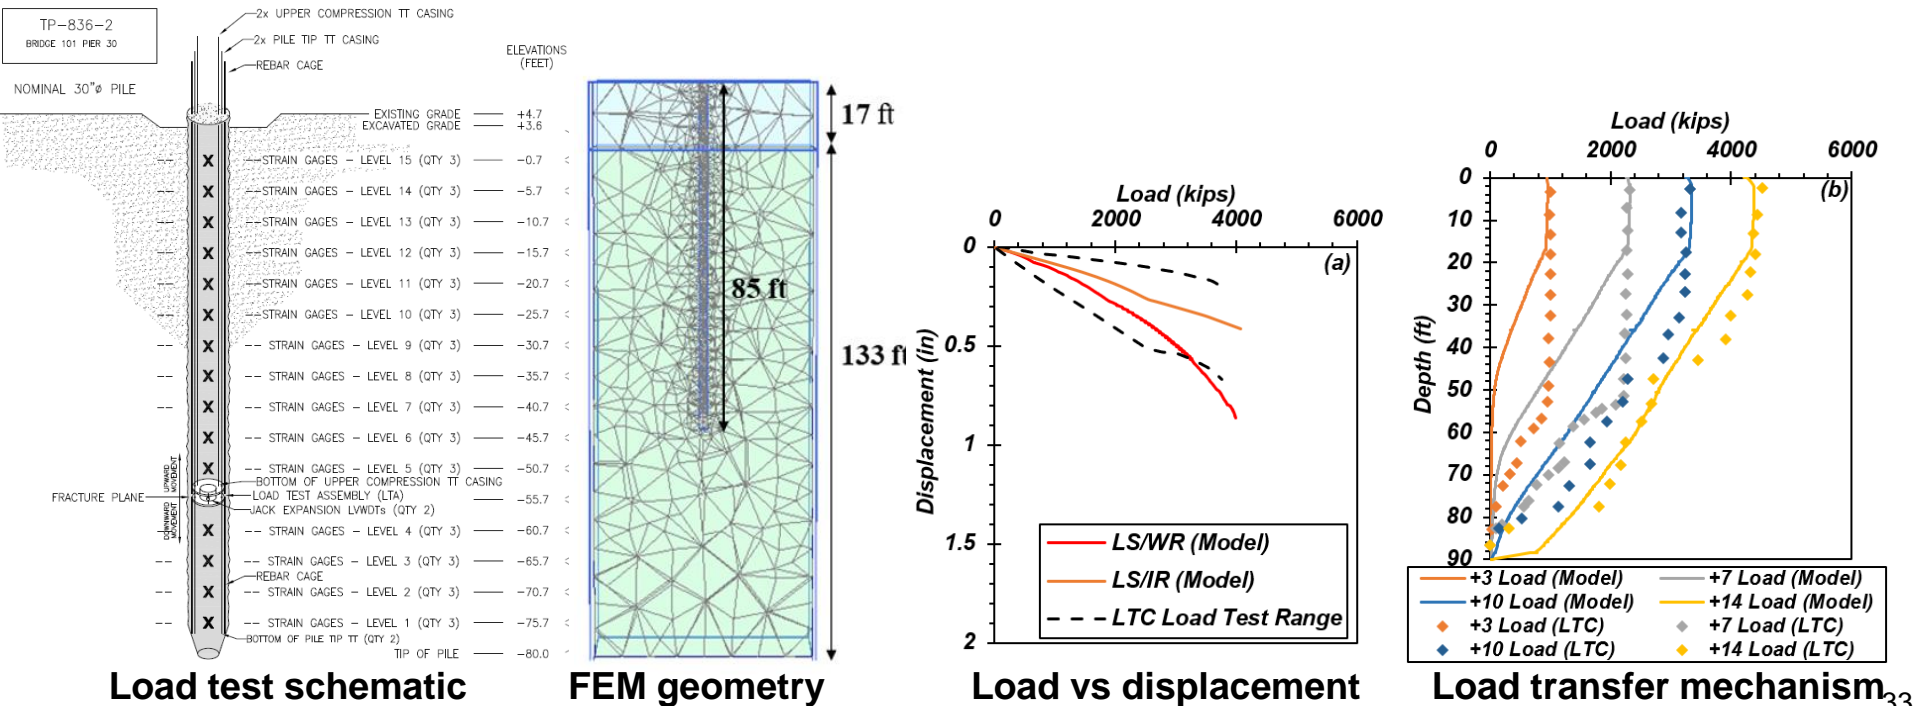 TP-836-2
BRIDGE 101 PIER 30
NOMINAL 30"ø PILE
2x UPPER COMPRESSION TT CASING
2x PILE TIP TT CASING
REBAR CAGE
ELEVATIONS
(FEET)
EXISTING GRADE +4.7
EXCAVATED GRADE +3.6
X STRAIN GAGES - LEVEL 15 (QTY 3) -0.7
X STRAIN GAGES - LEVEL 14 (QTY 3) -5.7
X STRAIN GAGES - LEVEL 13 (QTY 3) -10.7
X STRAIN GAGES - LEVEL 12 (QTY 3) -15.7
X STRAIN GAGES - LEVEL 11 (QTY 3) -20.7
X STRAIN GAGES - LEVEL 10 (QTY 3) -25.7
X STRAIN GAGES - LEVEL 9 (QTY 3) -30.7
X STRAIN GAGES - LEVEL 8 (QTY 3) -35.7
X STRAIN GAGES - LEVEL 7 (QTY 3) -40.7
X STRAIN GAGES - LEVEL 6 (QTY 3) -45.7
X STRAIN GAGES - LEVEL 5 (QTY 3) -50.7
UPWARD
MOVEMENT
BOTTOM OF UPPER COMPRESSION TT CASING
FRACTURE PLANE LOAD TEST ASSEMBLY (LTA) -55.7
JACK EXPANSION LVWDTs (QTY 2)
DOWNWARD
MOVEMENT
X STRAIN GAGES - LEVEL 4 (QTY 3) -60.7
X STRAIN GAGES - LEVEL 3 (QTY 3) -65.7
REBAR CAGE
X STRAIN GAGES - LEVEL 2 (QTY 3) -70.7
X STRAIN GAGES - LEVEL 1 (QTY 3) -75.7
BOTTOM OF PILE TIP TT (QTY 2)
TIP OF PILE -80.0
Load test schematic
17 ft
85 ft
133 ft
FEM geometry
Load (kips)
0 2000 4000 6000
(a)
Displacement (in)
0
0.5
1
1.5
2
LS/WR (Model)
LS/IR (Model)
LTC Load Test Range
Load vs displacement
Load (kips)
0 2000 4000 6000
(b)
Depth (ft)
0
10
20
30
40
50
60
70
80
90
+3 Load (Model) +7 Load (Model)
+10 Load (Model) +14 Load (Model)
+3 Load (LTC) +7 Load (LTC)
+10 Load (LTC) +14 Load (LTC)
Load transfer mechanism
33